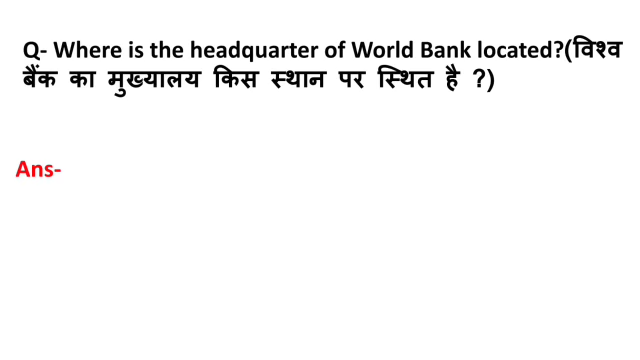 Q- Where is the headquarter of World Bank located?(विश्व
बैंक का मुख्यालय किस स्थान पर स्थित है ?)
Ans-